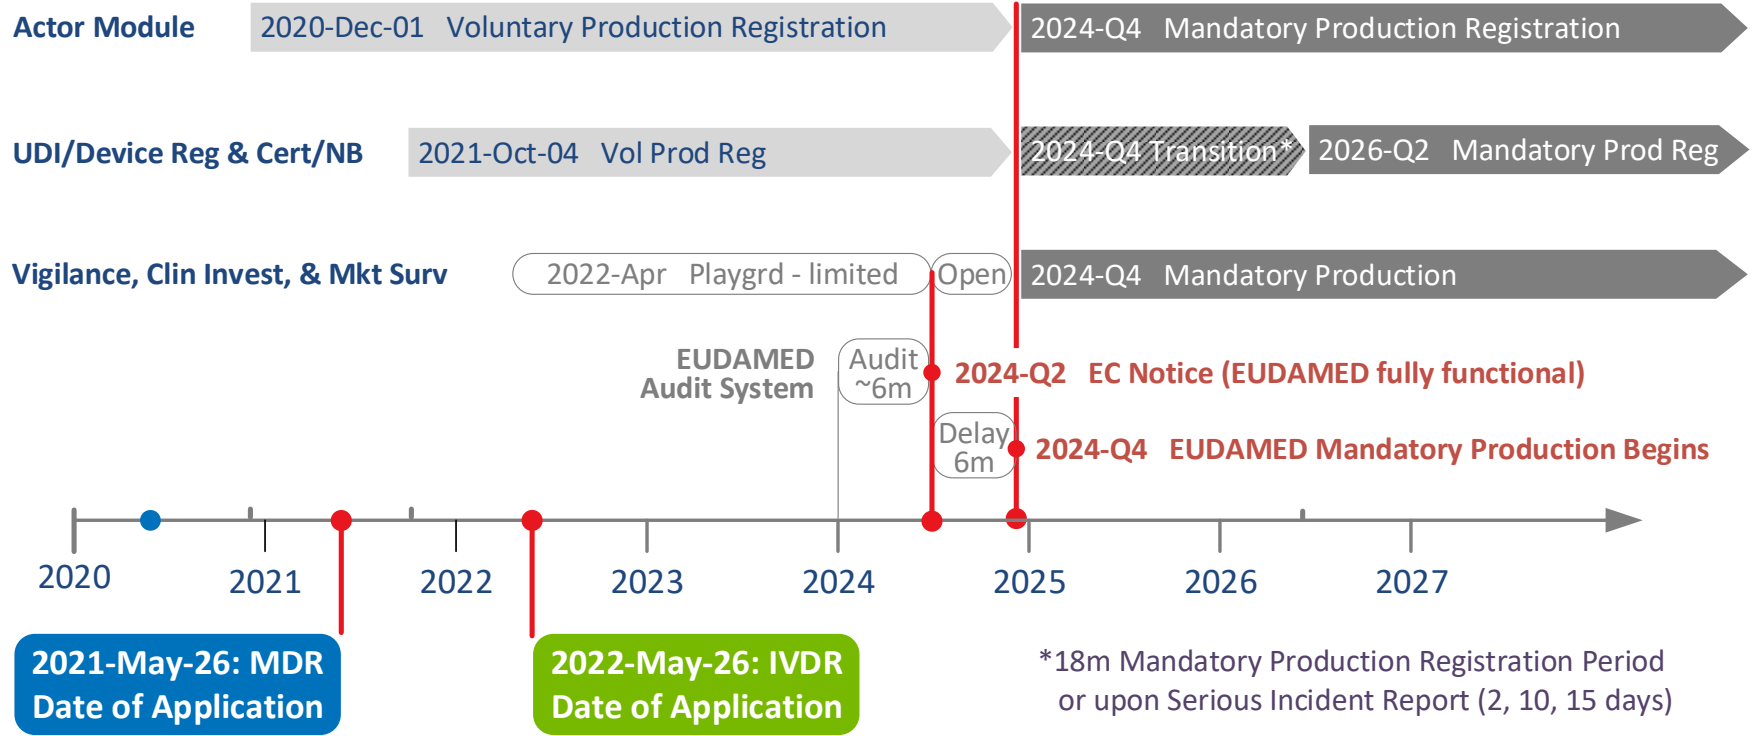 Actor Module
2020-Dec-01 Voluntary Production Registration
2024-Q4 Mandatory Production Registration
UDI/Device Reg & Cert/NB
2021-Oct-04 Vol Prod Reg
2024-Q4 Transition*
2026-Q2 Mandatory Prod Reg
Vigilance, Clin Invest, & Mkt Surv
2022-Apr Playgrd - limited
Open
2024-Q4 Mandatory Production
EUDAMED
Audit System
Audit
~6m
2024-Q2 EC Notice (EUDAMED fully functional)
Delay
6m
2024-Q4 EUDAMED Mandatory Production Begins
2020
2021
2022
2023
2024
2025
2026
2027
2021-May-26: MDR
Date of Application
2022-May-26: IVDR
Date of Application
*18m Mandatory Production Registration Period
or upon Serious Incident Report (2, 10, 15 days)